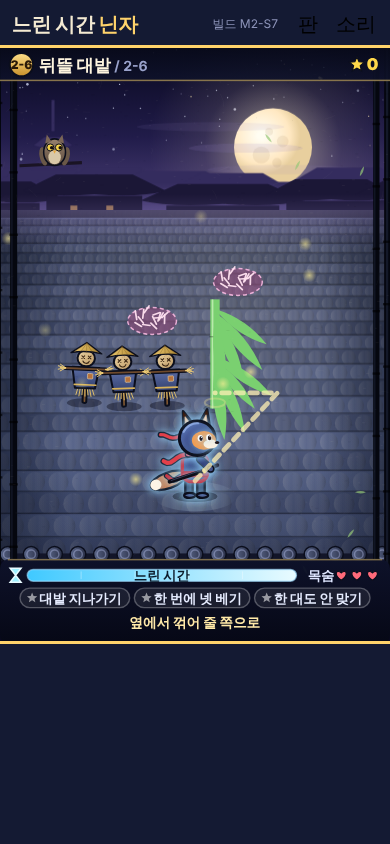 느린 시간 닌자 빌드 M2-S7 판 소리
2-6 뒤뜰 대밭 / 2-6 ★ 0
느린 시간 목숨
대밭 지나가기 한 번에 넷 베기 한 대도 안 맞기
옆에서 꺾어 줄 쪽으로